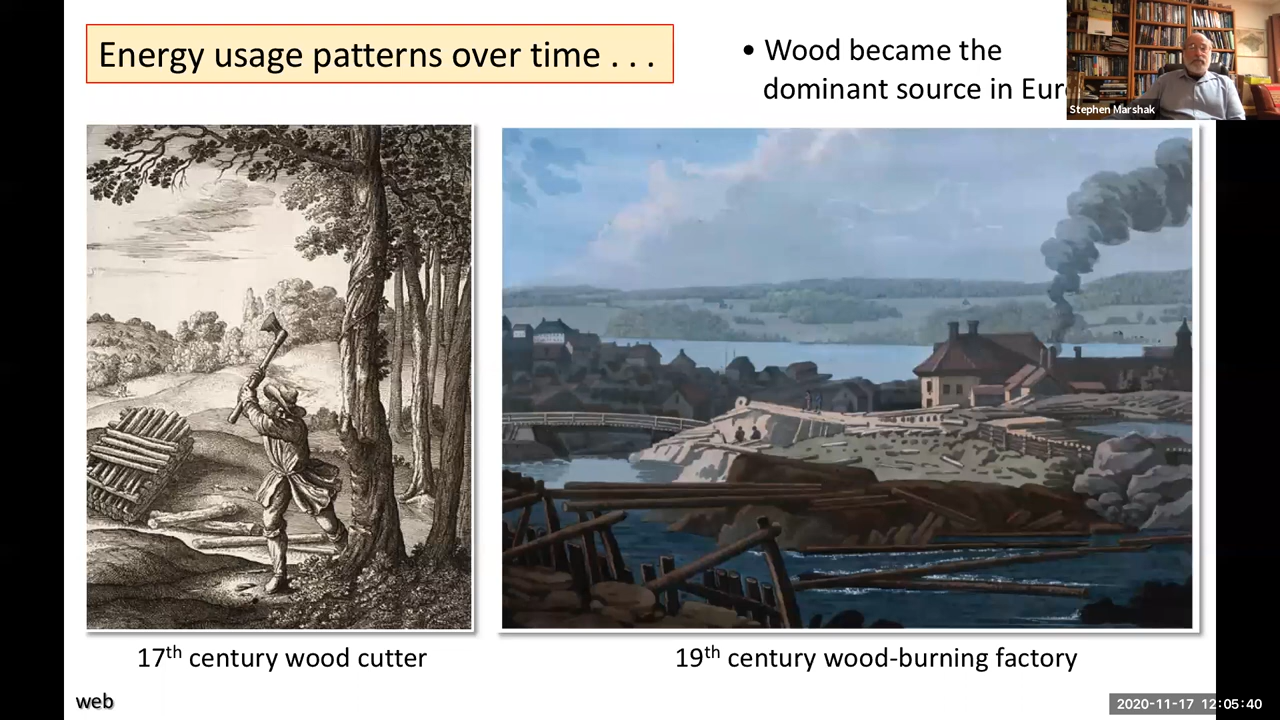 Energy usage patterns over time . . .
• Wood became the
dominant source in
Stephen Marshak
17th century wood cutter
19th century wood-burning factory
web
2020-11-17 12:05:40